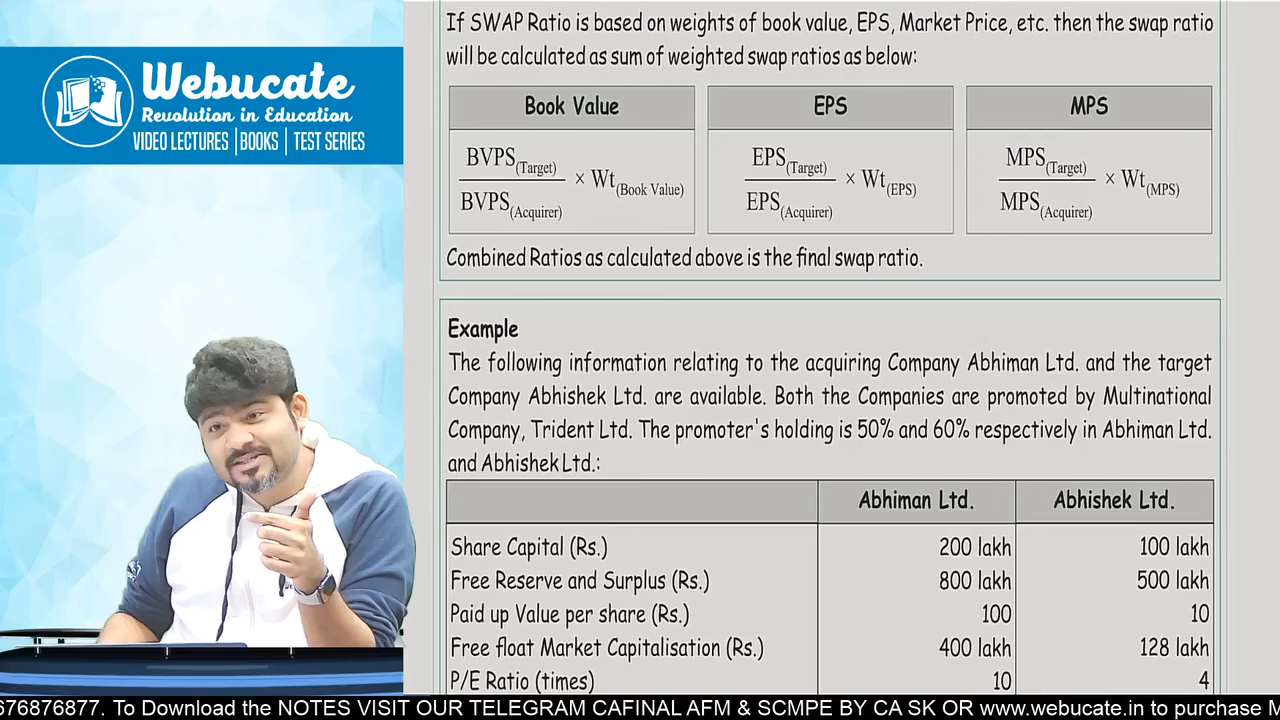 Webucate
Revolution in Education
VIDEO LECTURES | BOOKS | TEST SERIES
If SWAP Ratio is based on weights of book value, EPS, Market Price, etc. then the swap ratio
will be calculated as sum of weighted swap ratios as below:
Book Value EPS MPS
BVPS(Target) / BVPS(Acquirer) × Wt(Book Value) EPS(Target) / EPS(Acquirer) × Wt(EPS) MPS(Target) / MPS(Acquirer) × Wt(MPS)
Combined Ratios as calculated above is the final swap ratio.
Example
The following information relating to the acquiring Company Abhiman Ltd. and the target
Company Abhishek Ltd. are available. Both the Companies are promoted by Multinational
Company, Trident Ltd. The promoter's holding is 50% and 60% respectively in Abhiman Ltd.
and Abhishek Ltd.:
Abhiman Ltd. Abhishek Ltd.
Share Capital (Rs.) 200 lakh 100 lakh
Free Reserve and Surplus (Rs.) 800 lakh 500 lakh
Paid up Value per share (Rs.) 100 10
Free float Market Capitalisation (Rs.) 400 lakh 128 lakh
P/E Ratio (times) 10 4
676876877. To Download the NOTES VISIT OUR TELEGRAM CAFINAL AFM & SCMPE BY CA SK OR www.webucate.in to purchase M